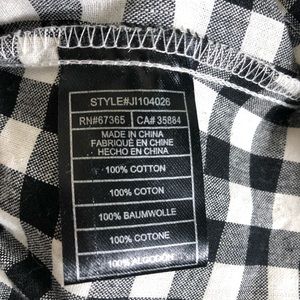 STYLE#JI104026
RN#67365 CA# 35884
MADE IN CHINA
FABRIQUÉ EN CHINE
HECHO EN CHINA
100% COTTON
100% COTON
100% BAUMWOLLE
100% COTONE
100% ALGODÓN